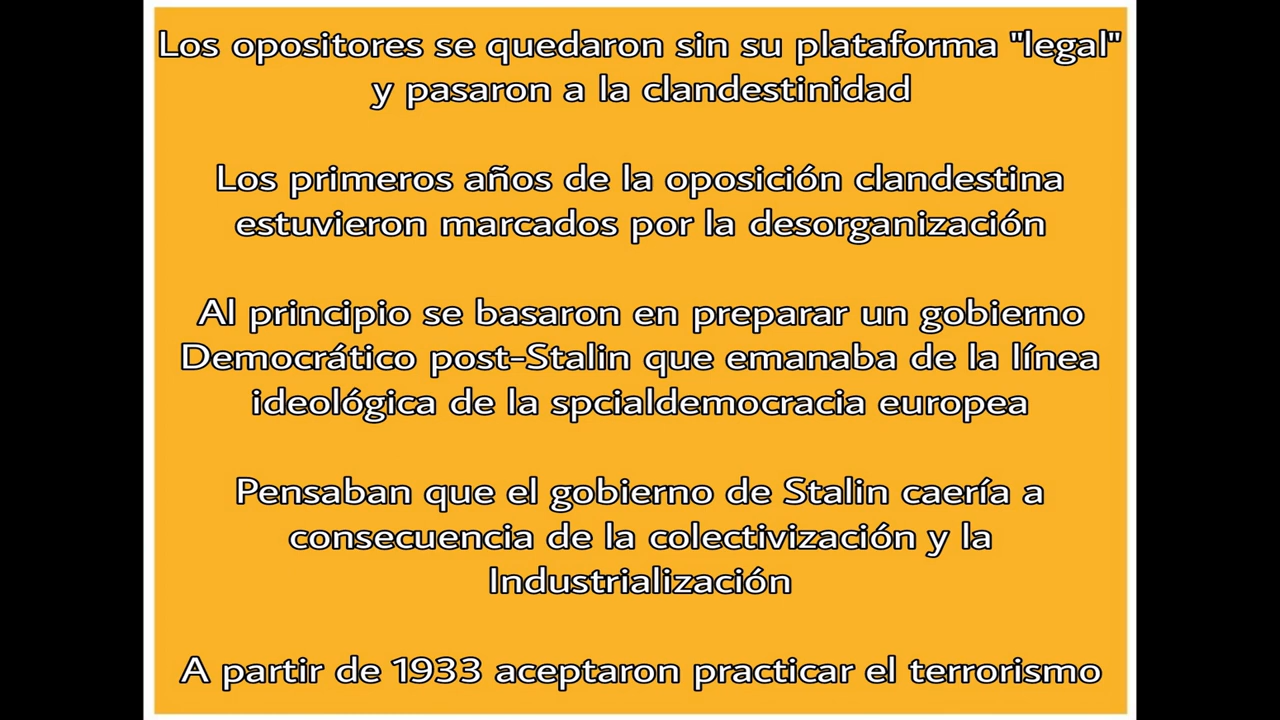 Los opositores se quedaron sin su plataforma "legal"
y pasaron a la clandestinidad
Los primeros años de la oposición clandestina
estuvieron marcados por la desorganización
Al principio se basaron en preparar un gobierno
Democrático post-Stalin que emanaba de la línea
ideológica de la spcialdemocracia europea
Pensaban que el gobierno de Stalin caería a
consecuencia de la colectivización y la
Industrialización
A partir de 1933 aceptaron practicar el terrorismo